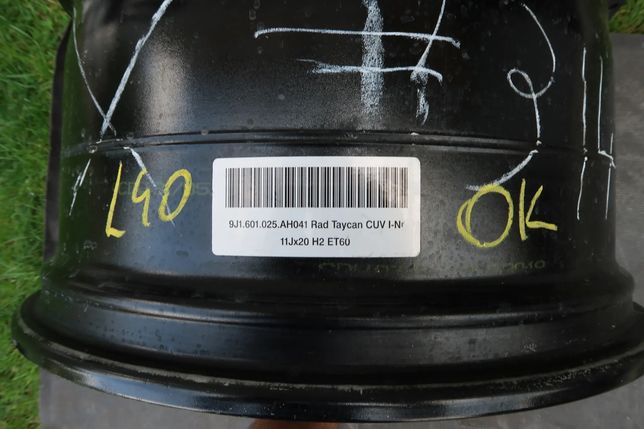 L90
9J1.601.025.AH041 Rad Taycan CUV I-N
11Jx20 H2 ET60
OK